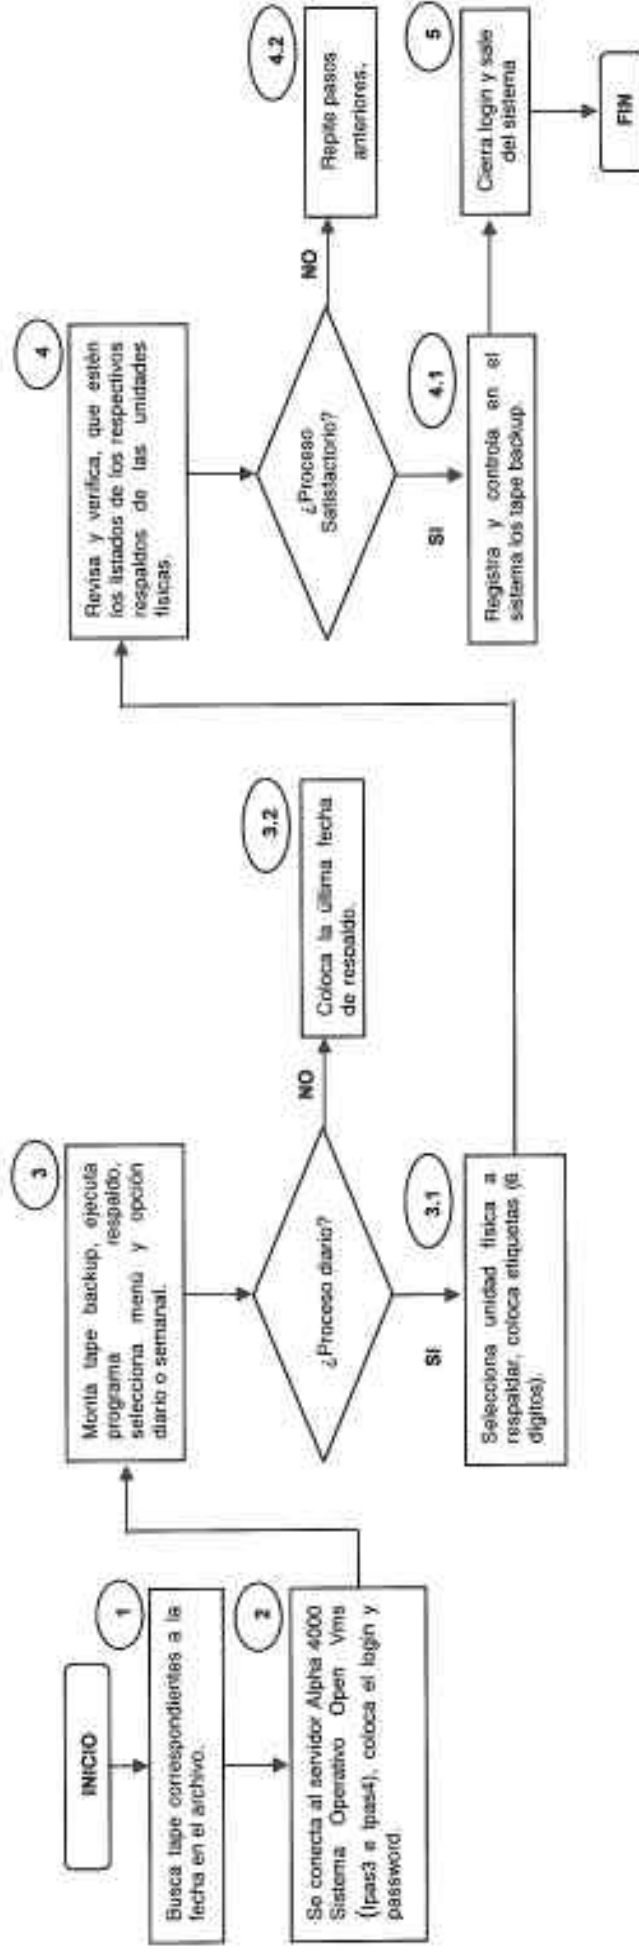 INICIO
1
Busca tape correspondientes a la
fecha en el archivo.
2
Se conecta al servidor Alpha 4000
Sistema Operativo Open Vms
(Ipas3 e Ipas4), coloca el login y
password.
3
Monta tape backup, ejecuta
programa respaldo,
selecciona menú y opción
diario o semanal.
¿Proceso diario?
NO
3.2
Coloca la última fecha
de respaldo.
SI
3.1
Selecciona unidad física a
respaldar, coloca etiquetas (6
dígitos).
4
Revisa y verifica, que estén
los listados de los respectivos
respaldos de las unidades
físicas.
¿Proceso
Satisfactorio?
NO
4.2
Repite pasos
anteriores.
SI
4.1
Registra y controla en el
sistema los tape backup.
5
Cierra login y sale
del sistema
FIN